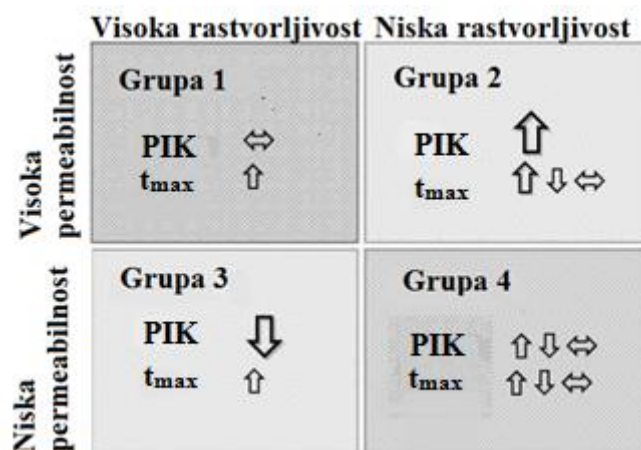 Visoka rastvorljivost Niska rastvorljivost
Visoka permeabilnost
Grupa 1
PIK ⇔
tmax ⇧
Grupa 2
PIK ⇧
tmax ⇧ ⇩ ⇔
Niska permeabilnost
Grupa 3
PIK ⇩
tmax ⇧
Grupa 4
PIK ⇧ ⇩ ⇔
tmax ⇧ ⇩ ⇔